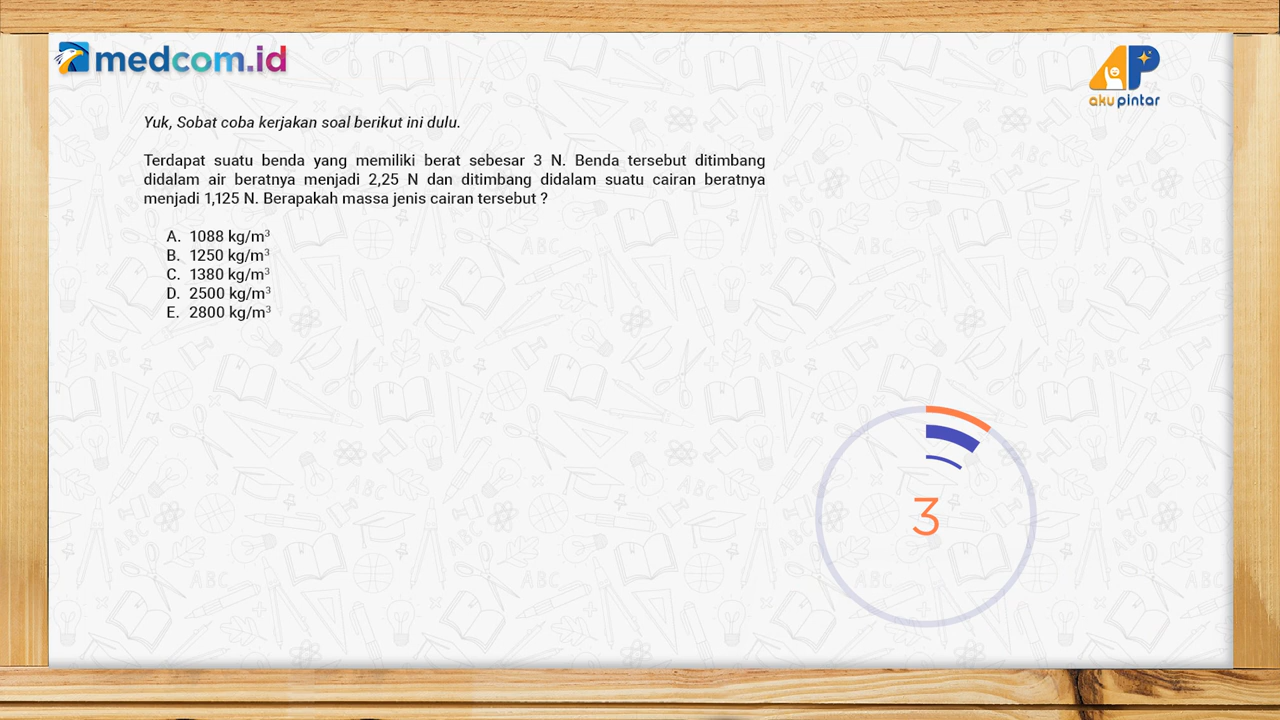 medcom.id
AP
aku pintar
Yuk, Sobat coba kerjakan soal berikut ini dulu.
Terdapat suatu benda yang memiliki berat sebesar 3 N. Benda tersebut ditimbang
didalam air beratnya menjadi 2,25 N dan ditimbang didalam suatu cairan beratnya
menjadi 1,125 N. Berapakah massa jenis cairan tersebut ?
A. 1088 kg/m³
B. 1250 kg/m³
C. 1380 kg/m³
D. 2500 kg/m³
E. 2800 kg/m³
3